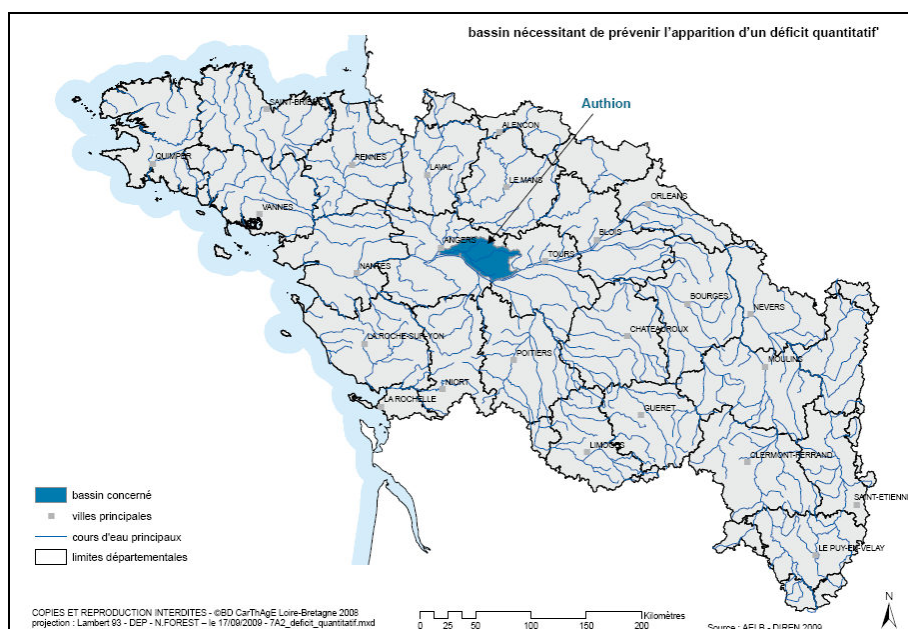 bassin nécessitant de prévenir l'apparition d'un déficit quantitatif'
Authion
SAINT-BRIEUC
ALENCON
QUIMPER
RENNES
LAVAL
LE MANS
ORLEANS
VANNES
ANGERS
BLOIS
TOURS
NANTES
BOURGES
NEVERS
LA ROCHE-SUR-YON
CHATEAUROUX
POITIERS
MOULINS
NIORT
LA ROCHELLE
GUERET
LIMOGES
CLERMONT-FERRAND
SAINT-ETIENNE
LE PUY-EN-VELAY
bassin concerné
villes principales
cours d'eau principaux
limites départementales
COPIES ET REPRODUCTION INTERDITES - ©BD CarThAgE Loire-Bretagne 2008
projection : Lambert 93 - DEP - N.FOREST – le 17/09/2009 - 7A2_deficit_quantitatif.mxd
Kilomètres
0 25 50 100 150 200
N
Source : AELB - DIREN 2009